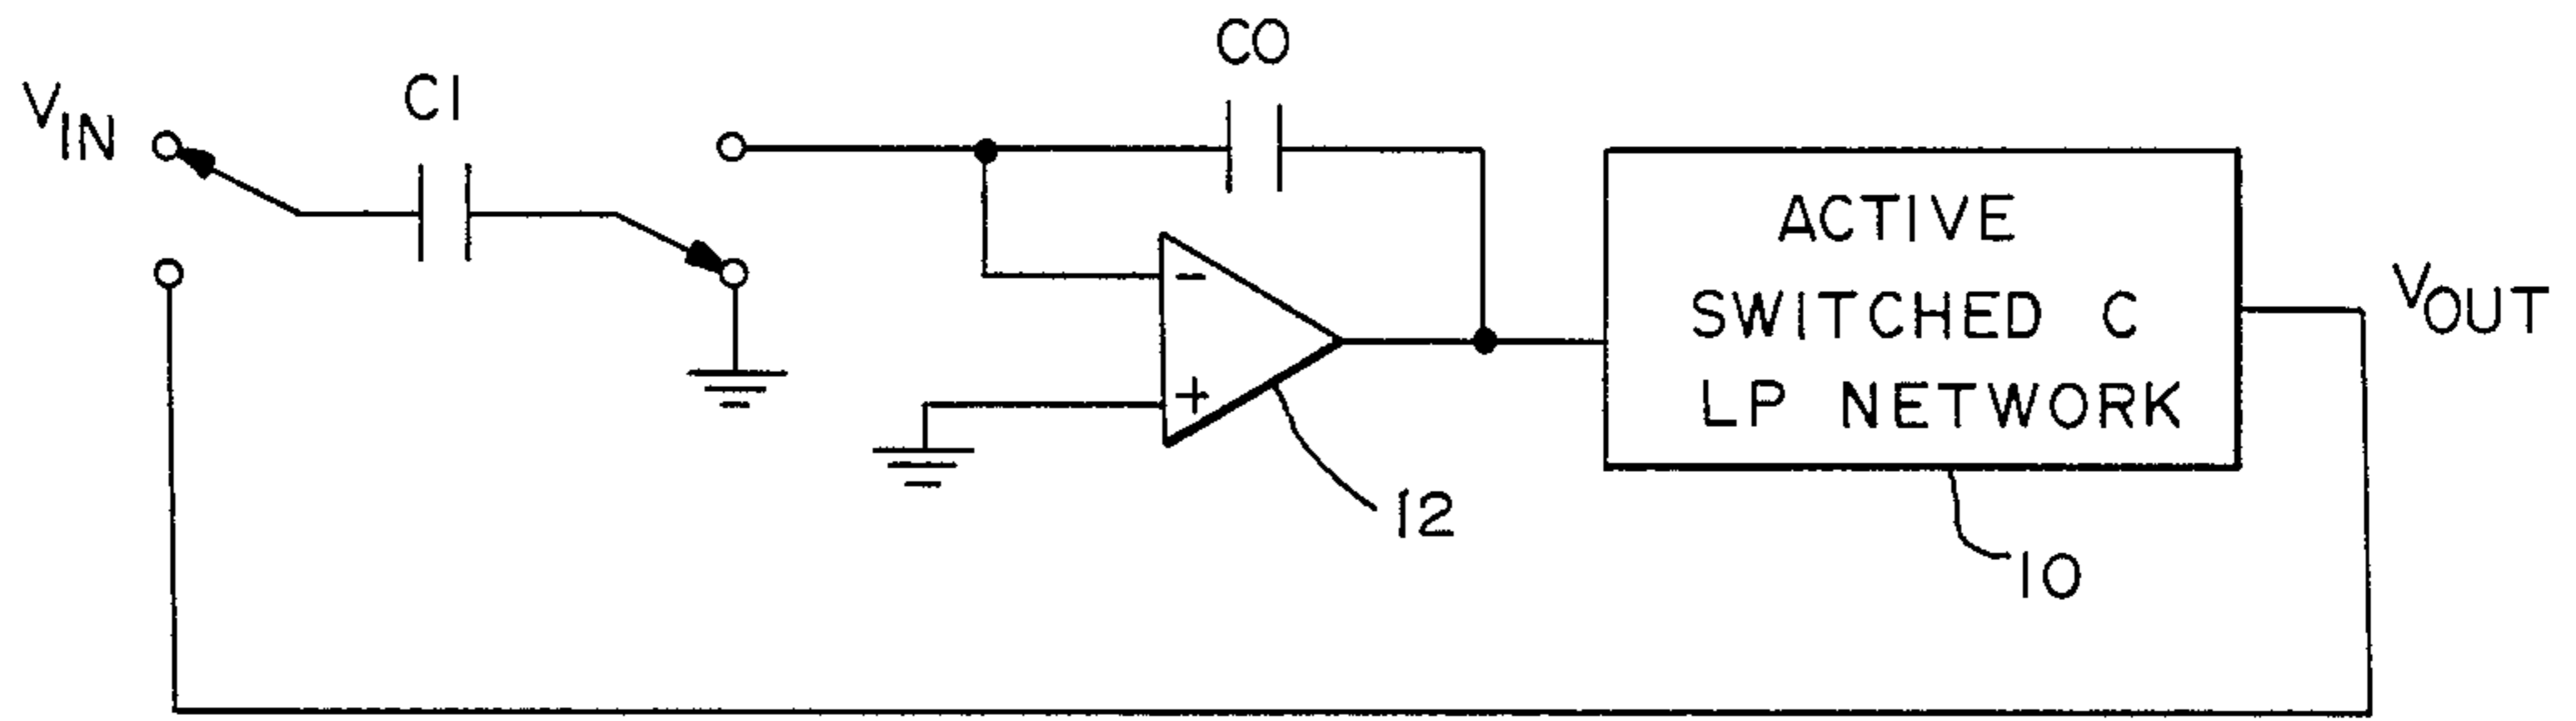 CO
C1
VIN
ACTIVE
SWITCHED C
LP NETWORK
VOUT
-
+
12
10